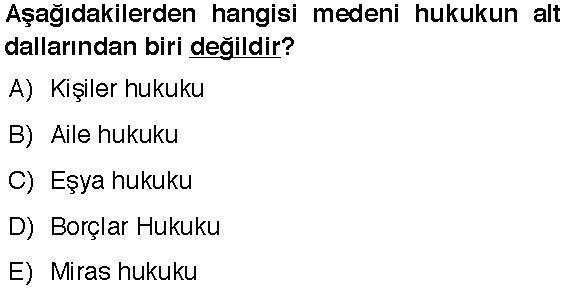 Aşağıdakilerden hangisi medeni hukukun alt
dallarından biri değildir?
A) Kişiler hukuku
B) Aile hukuku
C) Eşya hukuku
D) Borçlar Hukuku
E) Miras hukuku